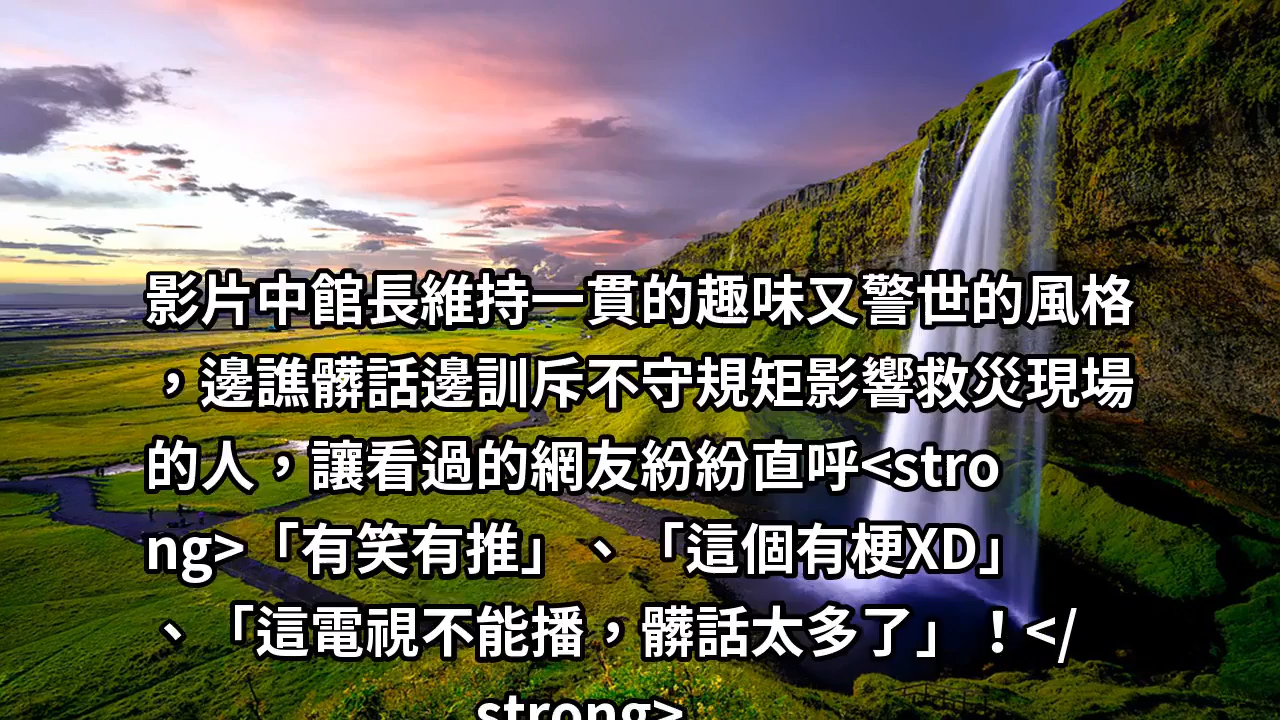 影片中館長維持一貫的趣味又警世的風格
，邊譙髒話邊訓斥不守規矩影響救災現場
的人，讓看過的網友紛紛直呼<stro
ng>「有笑有推」、「這個有梗XD」
、「這電視不能播，髒話太多了」！</
strong>